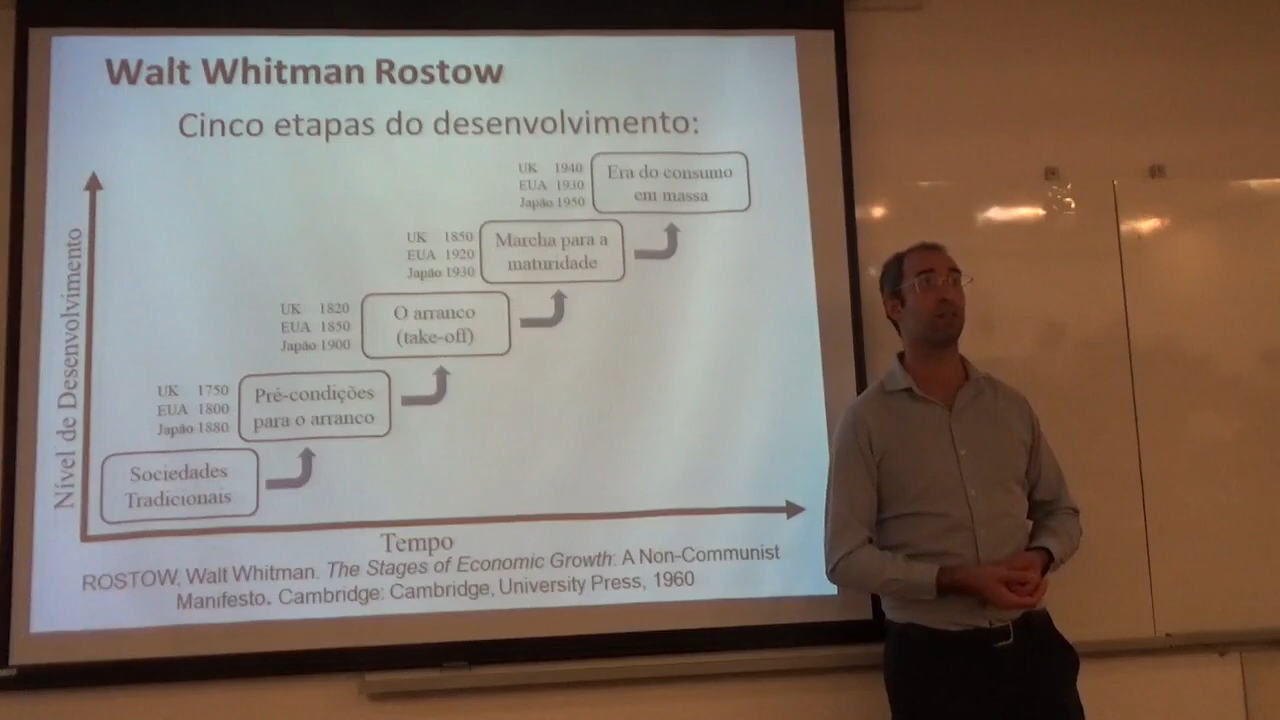 Walt Whitman Rostow
Cinco etapas do desenvolvimento:
UK 1940
EUA 1930
Japão 1950
Era do consumo
em massa
UK 1850
EUA 1920
Japão 1930
Marcha para a
maturidade
UK 1820
EUA 1850
Japão 1900
O arranco
(take-off)
UK 1750
EUA 1800
Japão 1880
Pré-condições
para o arranco
Sociedades
Tradicionais
Nível de Desenvolvimento
Tempo
ROSTOW, Walt Whitman. The Stages of Economic Growth: A Non-Communist
Manifesto. Cambridge: Cambridge, University Press, 1960